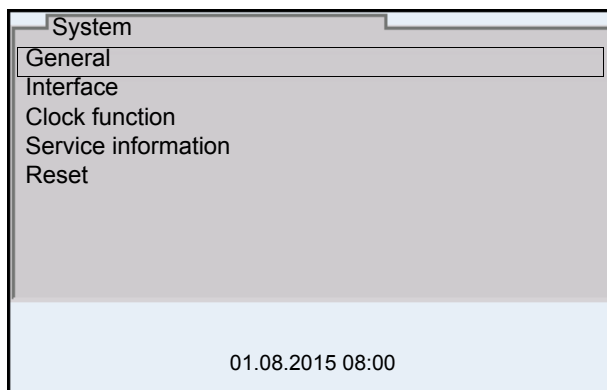 System
General
Interface
Clock function
Service information
Reset
01.08.2015 08:00